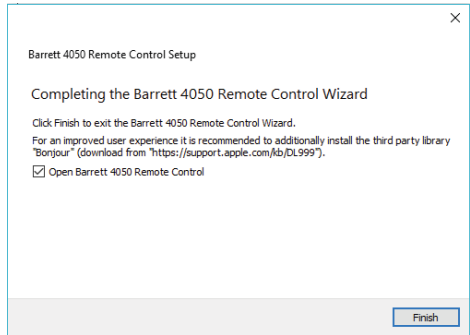 Barrett 4050 Remote Control Setup
Completing the Barrett 4050 Remote Control Wizard
Click Finish to exit the Barrett 4050 Remote Control Wizard.
For an improved user experience it is recommended to additionally install the third party library
"Bonjour" (download from "https://support.apple.com/kb/DL999").
Open Barrett 4050 Remote Control
Finish